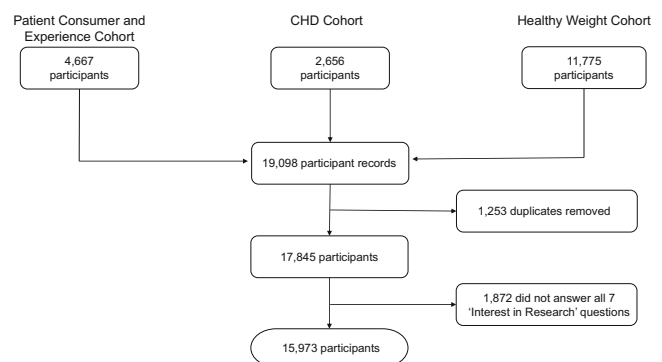 Patient Consumer and
Experience Cohort
CHD Cohort
Healthy Weight Cohort
4,667
participants
2,656
participants
11,775
participants
19,098 participant records
1,253 duplicates removed
17,845 participants
1,872 did not answer all 7
‘Interest in Research’ questions
15,973 participants